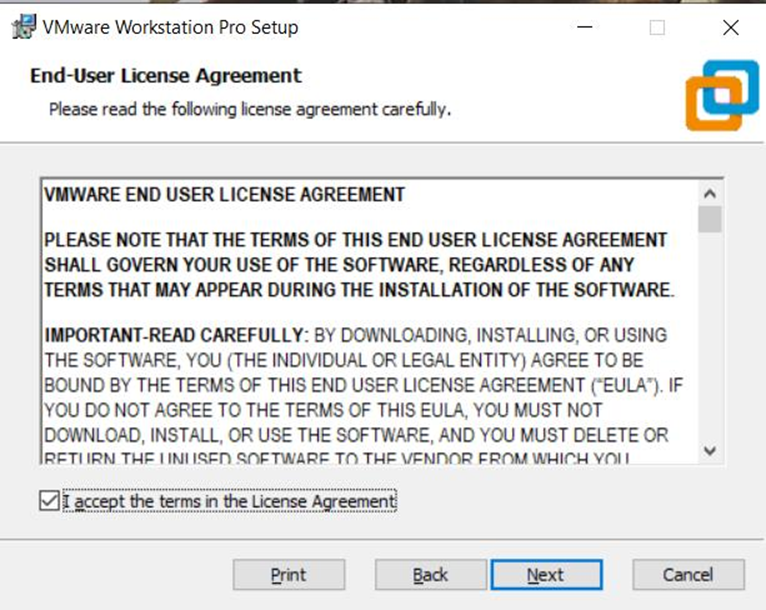 VMware Workstation Pro Setup
End-User License Agreement
Please read the following license agreement carefully.
VMWARE END USER LICENSE AGREEMENT
PLEASE NOTE THAT THE TERMS OF THIS END USER LICENSE AGREEMENT
SHALL GOVERN YOUR USE OF THE SOFTWARE, REGARDLESS OF ANY
TERMS THAT MAY APPEAR DURING THE INSTALLATION OF THE SOFTWARE.
IMPORTANT-READ CAREFULLY: BY DOWNLOADING, INSTALLING, OR USING
THE SOFTWARE, YOU (THE INDIVIDUAL OR LEGAL ENTITY) AGREE TO BE
BOUND BY THE TERMS OF THIS END USER LICENSE AGREEMENT (“EULA”). IF
YOU DO NOT AGREE TO THE TERMS OF THIS EULA, YOU MUST NOT
DOWNLOAD, INSTALL, OR USE THE SOFTWARE, AND YOU MUST DELETE OR
RETURN THE UNUSED SOFTWARE TO THE VENDOR FROM WHICH YOU
I accept the terms in the License Agreement
Print Back Next Cancel